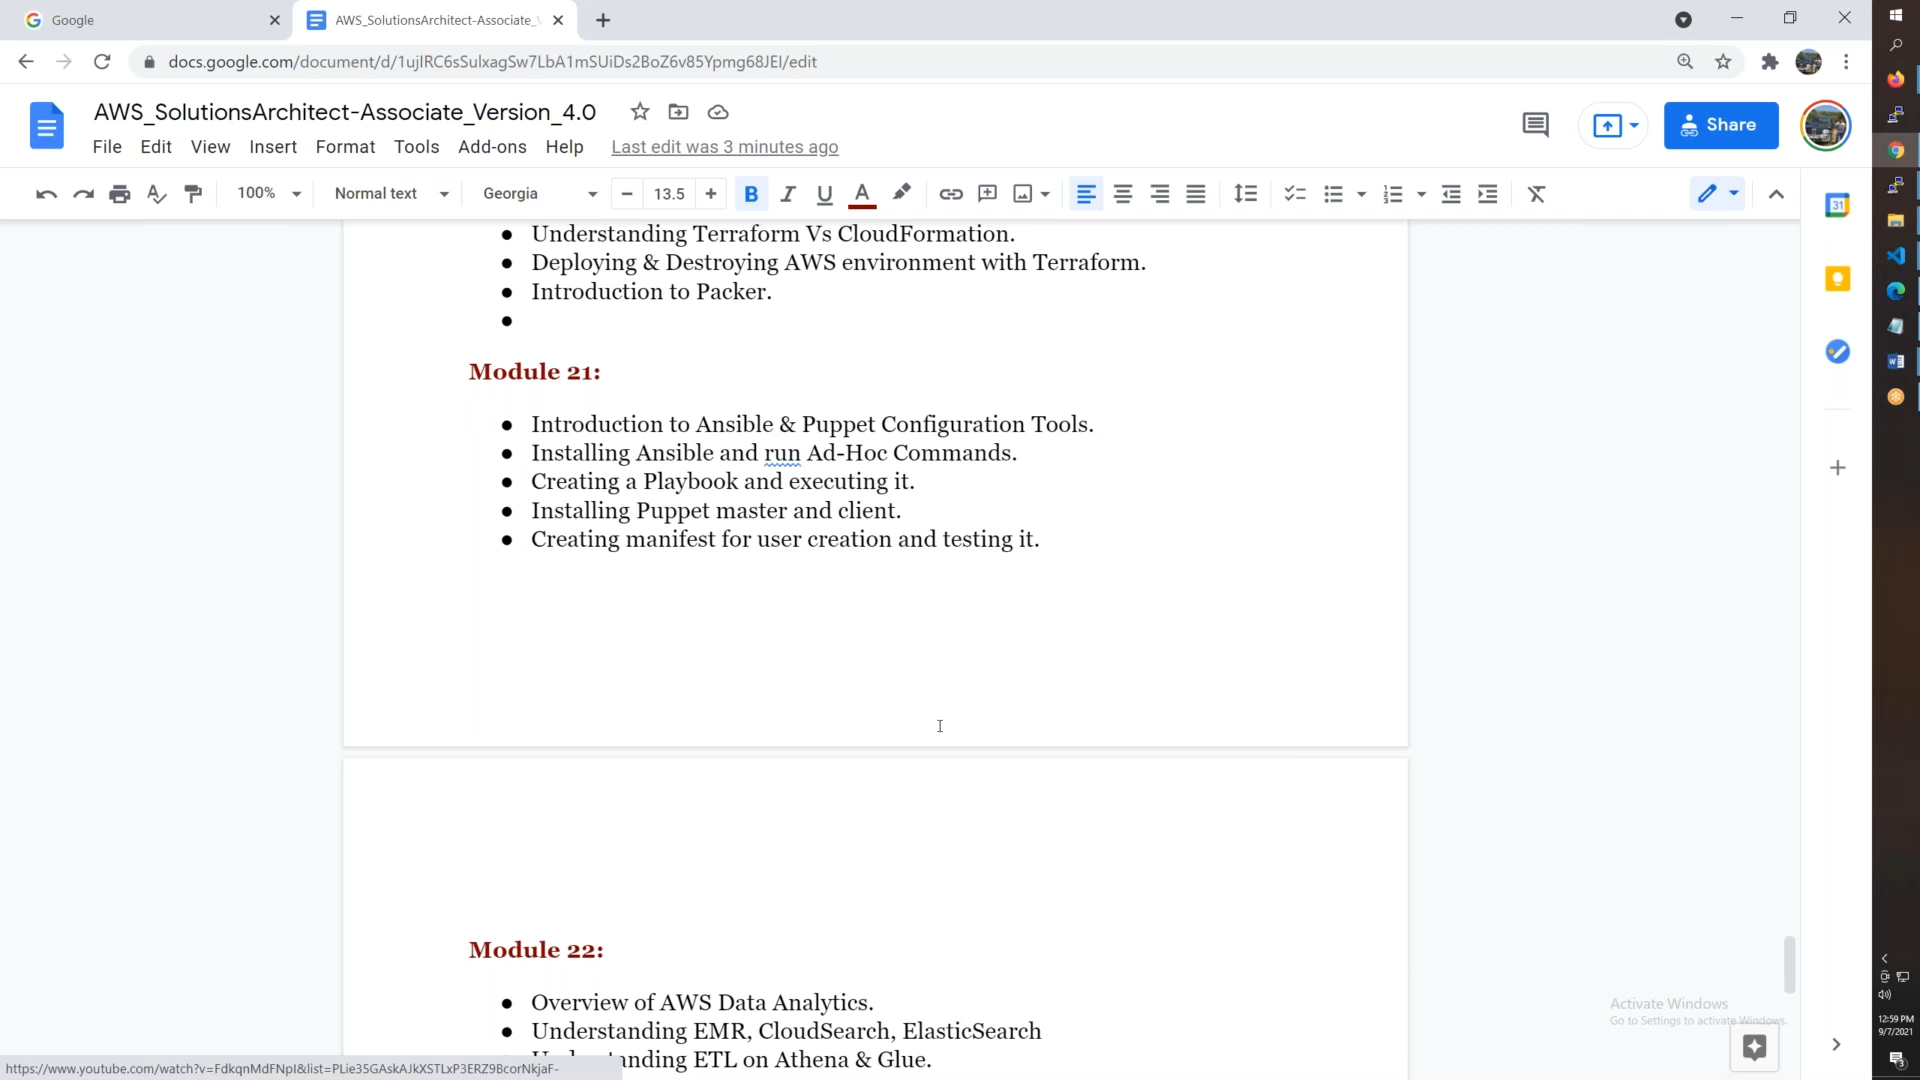 Google
AWS_SolutionsArchitect-Associate_
docs.google.com/document/d/1ujIRC6sSulxagSw7LbA1mSUiDs2BoZ6v85Ypmg68JEI/edit
AWS_SolutionsArchitect-Associate_Version_4.0
Share
File Edit View Insert Format Tools Add-ons Help Last edit was 3 minutes ago
100% Normal text Georgia 13.5
31
● Understanding Terraform Vs CloudFormation.
● Deploying & Destroying AWS environment with Terraform.
● Introduction to Packer.
●
Module 21:
● Introduction to Ansible & Puppet Configuration Tools.
● Installing Ansible and run Ad-Hoc Commands.
● Creating a Playbook and executing it.
● Installing Puppet master and client.
● Creating manifest for user creation and testing it.
Module 22:
● Overview of AWS Data Analytics.
● Understanding EMR, CloudSearch, ElasticSearch
ETL on Athena & Glue.
Activate Windows
Go to Settings to activate Windows.
https://www.youtube.com/watch?v=FdkqnMdFNpI&list=PLie35GAskAJkXSTLxP3ERZ9BcorNkjaF-
12:59 PM
9/7/2021
3